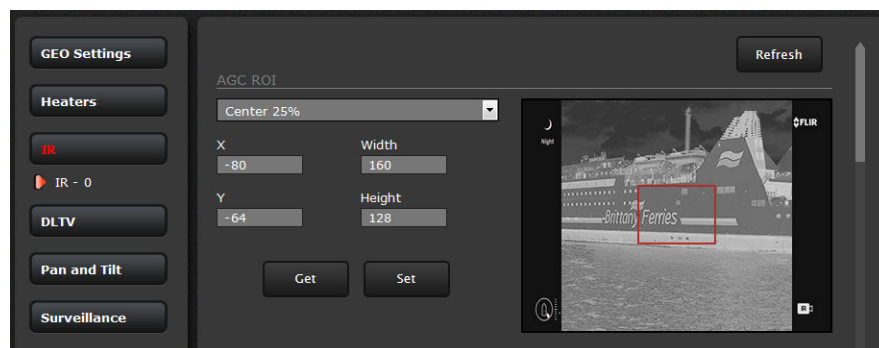 GEO Settings
Heaters
IR
IR - 0
DLTV
Pan and Tilt
Surveillance
Refresh
AGC ROI
Center 25%
X
Width
-80
160
Y
Height
-64
128
Get
Set
Night
FLIR
Brittany Ferries
R